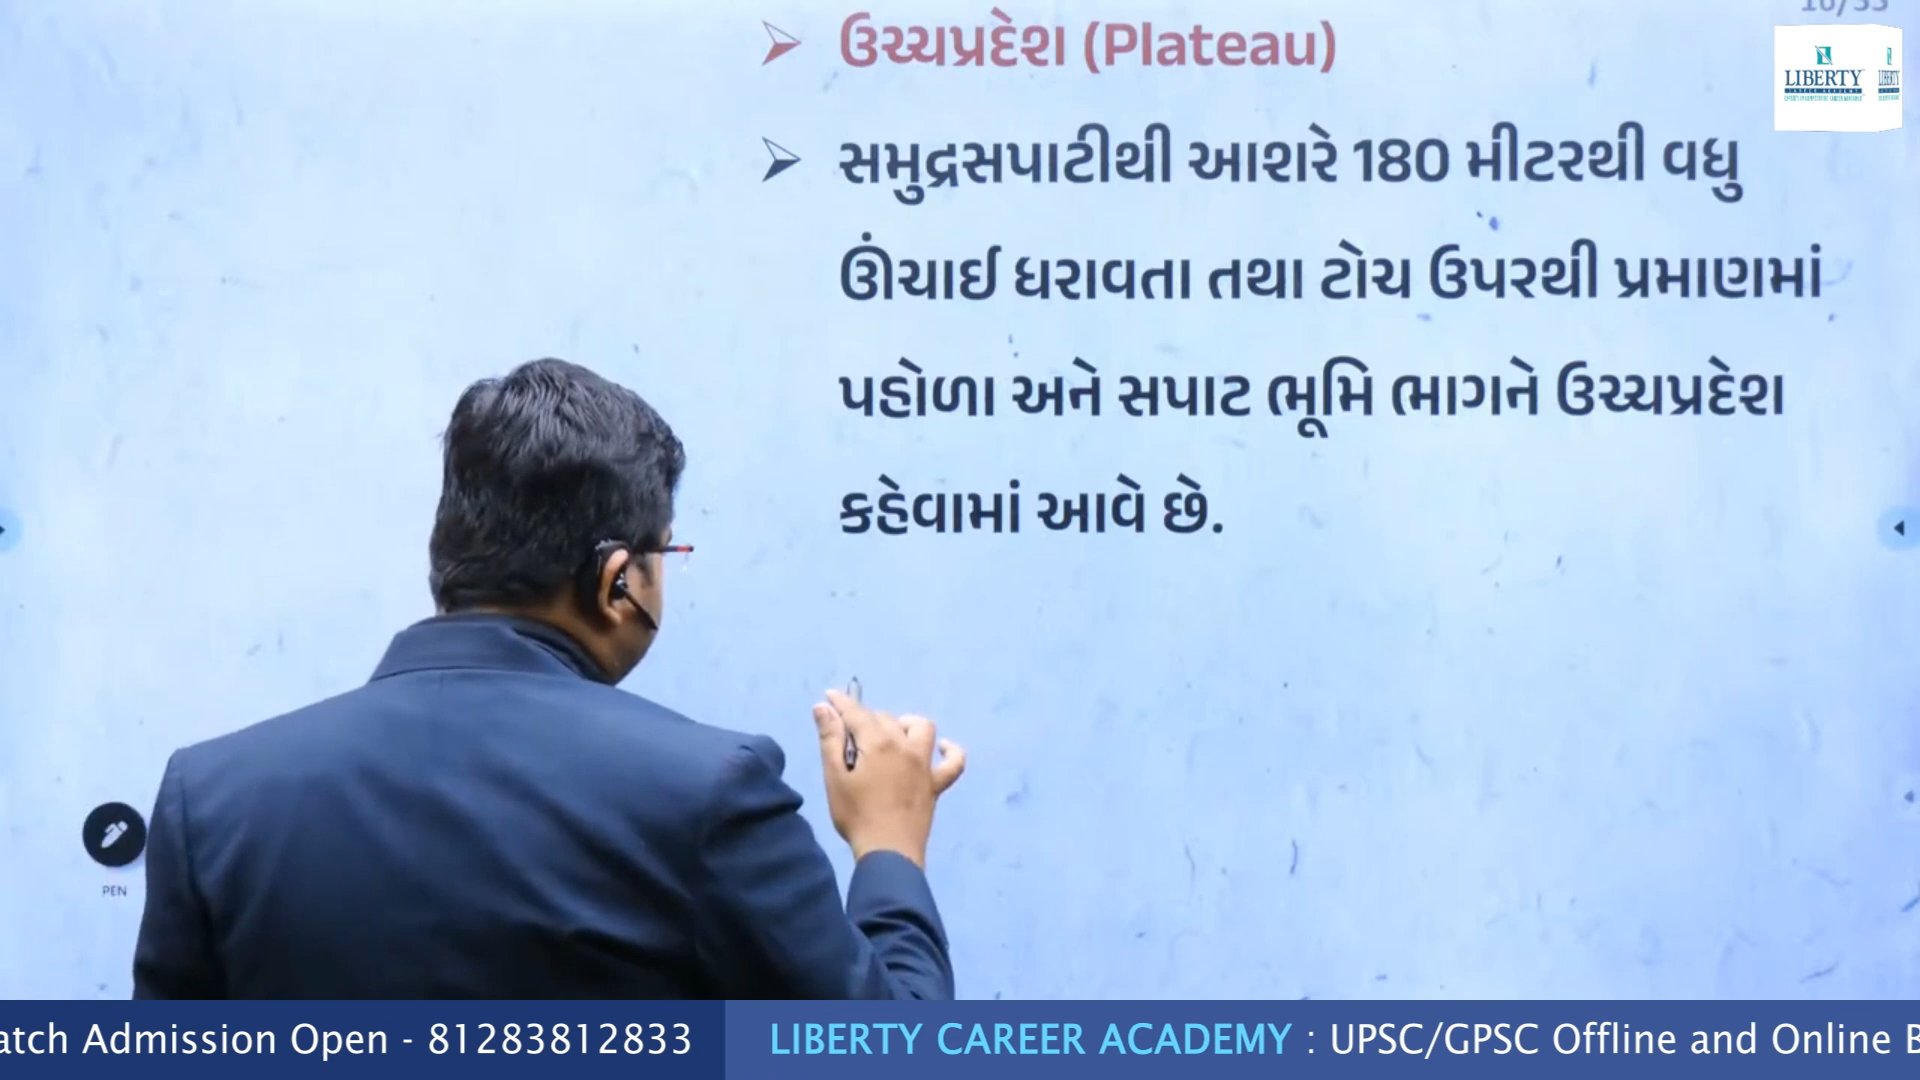 ઉચ્ચપ્રદેશ (Plateau)
સમુદ્રસપાટીથી આશરે 180 મીટરથી વધુ
ઊંચાઈ ધરાવતા તથા ટોચ ઉપરથી પ્રમાણમાં
પહોળા અને સપાટ ભૂમિ ભાગને ઉચ્ચપ્રદેશ
કહેવામાં આવે છે.
LIBERTY
LIBERTY
PEN
atch Admission Open - 81283812833 LIBERTY CAREER ACADEMY : UPSC/GPSC Offline and Online B